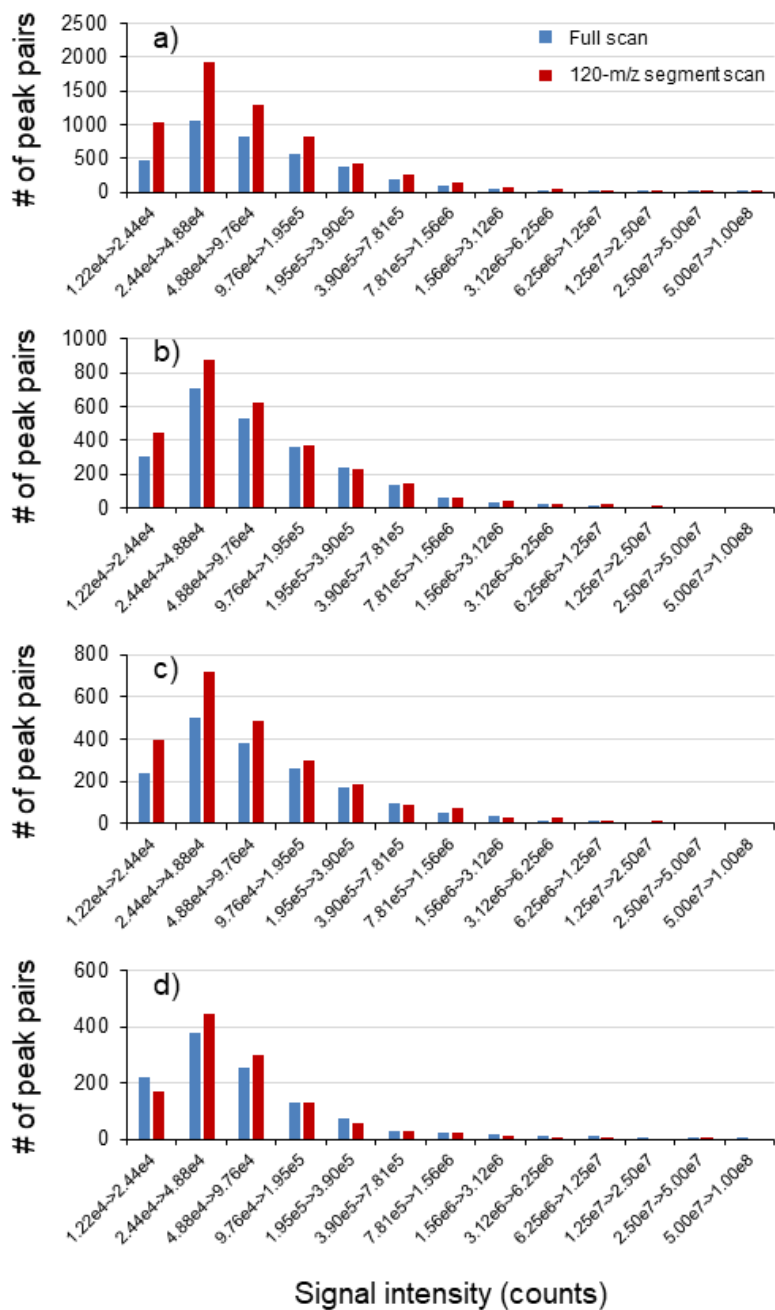 a)
Full scan
120-m/z segment scan
# of peak pairs
2500
2000
1500
1000
500
0
1.22e4->2.44e4
2.44e4->4.88e4
4.88e4->9.76e4
9.76e4->1.95e5
1.95e5->3.90e5
3.90e5->7.81e5
7.81e5->1.56e6
1.56e6->3.12e6
3.12e6->6.25e6
6.25e6->1.25e7
1.25e7->2.50e7
2.50e7->5.00e7
5.00e7->1.00e8
b)
# of peak pairs
1000
800
600
400
200
0
1.22e4->2.44e4
2.44e4->4.88e4
4.88e4->9.76e4
9.76e4->1.95e5
1.95e5->3.90e5
3.90e5->7.81e5
7.81e5->1.56e6
1.56e6->3.12e6
3.12e6->6.25e6
6.25e6->1.25e7
1.25e7->2.50e7
2.50e7->5.00e7
5.00e7->1.00e8
c)
# of peak pairs
800
600
400
200
0
1.22e4->2.44e4
2.44e4->4.88e4
4.88e4->9.76e4
9.76e4->1.95e5
1.95e5->3.90e5
3.90e5->7.81e5
7.81e5->1.56e6
1.56e6->3.12e6
3.12e6->6.25e6
6.25e6->1.25e7
1.25e7->2.50e7
2.50e7->5.00e7
5.00e7->1.00e8
d)
# of peak pairs
600
400
200
0
1.22e4->2.44e4
2.44e4->4.88e4
4.88e4->9.76e4
9.76e4->1.95e5
1.95e5->3.90e5
3.90e5->7.81e5
7.81e5->1.56e6
1.56e6->3.12e6
3.12e6->6.25e6
6.25e6->1.25e7
1.25e7->2.50e7
2.50e7->5.00e7
5.00e7->1.00e8
Signal intensity (counts)